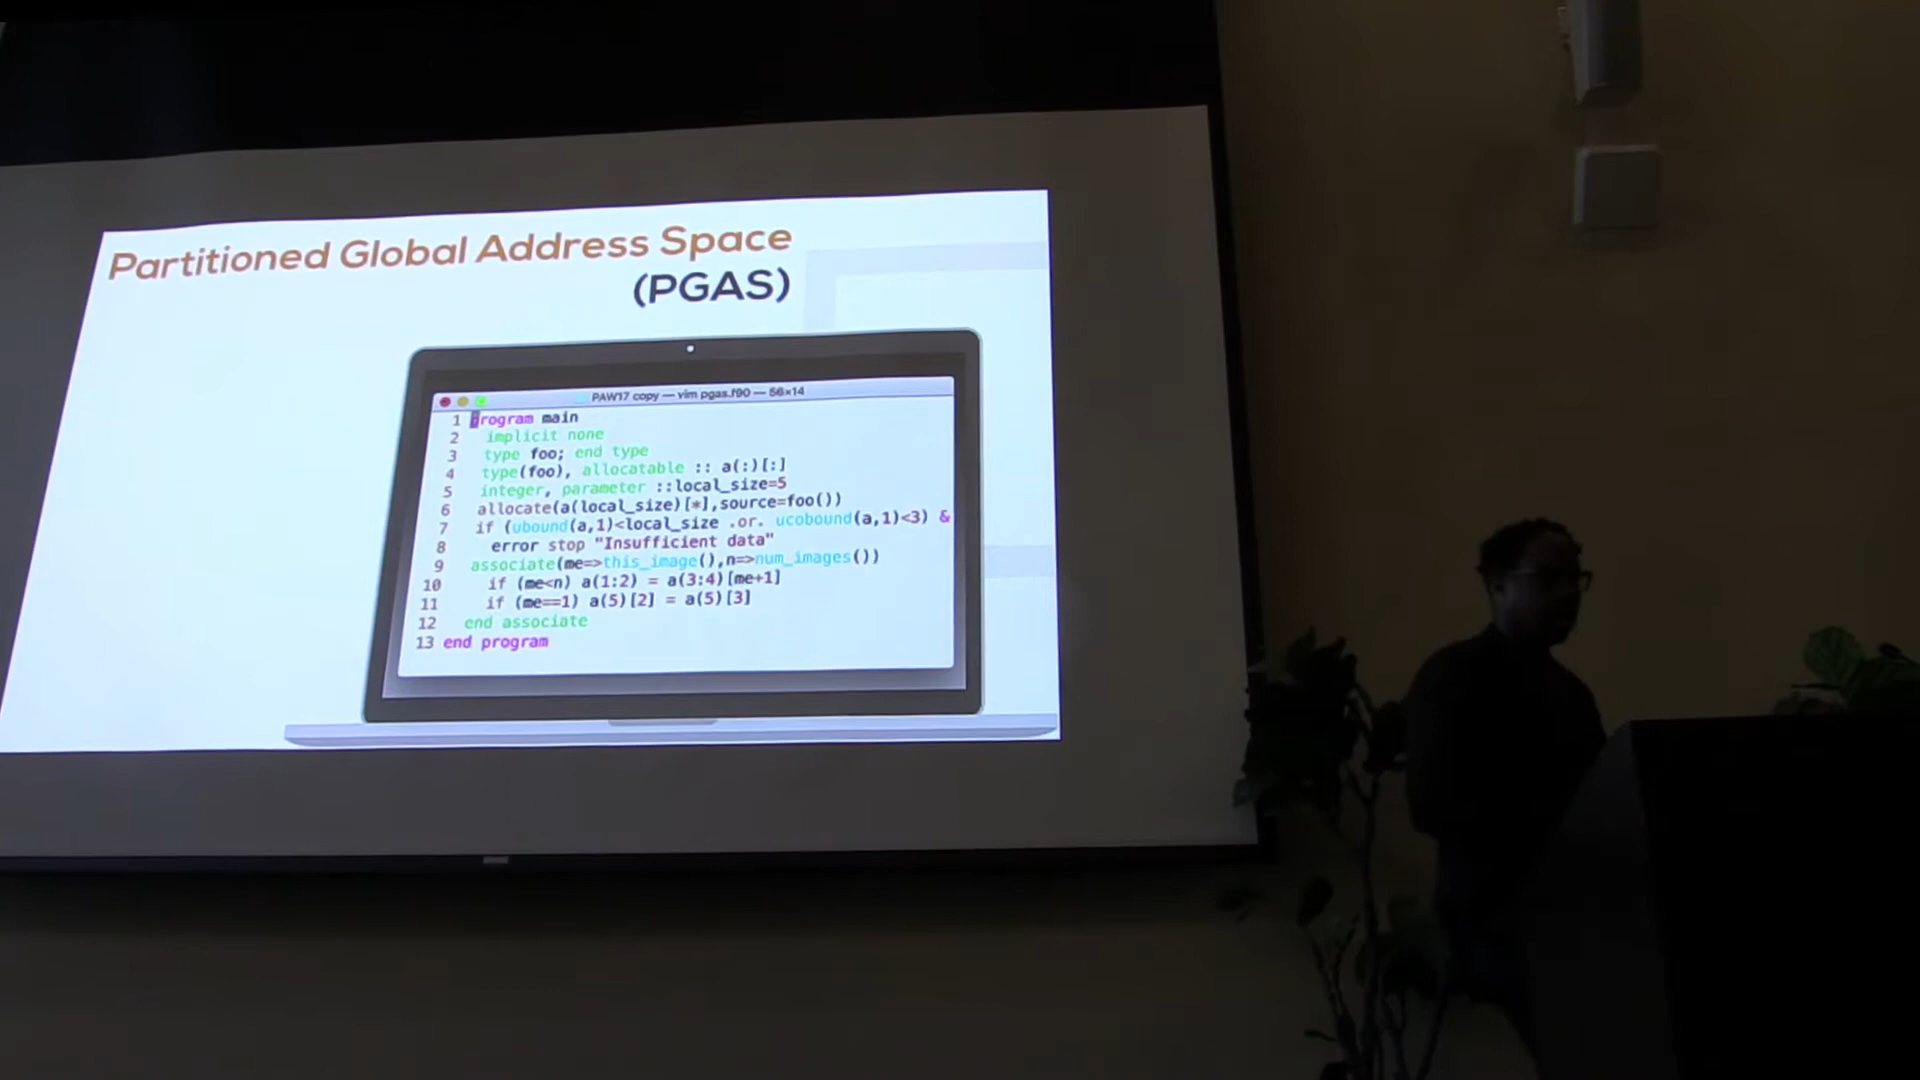 Partitioned Global Address Space
(PGAS)
PAW17 copy — vim pgas.f90 — 56×14
1 program main
2 implicit none
3 type foo; end type
4 type(foo), allocatable :: a(:)[:]
5 integer, parameter ::local_size=5
6 allocate(a(local_size)[*],source=foo())
7 if (ubound(a,1)<local_size .or. ucobound(a,1)<3) &
8 error stop "Insufficient data"
9 associate(me=>this_image(),n=>num_images())
10 if (me<n) a(1:2) = a(3:4)[me+1]
11 if (me==1) a(5)[2] = a(5)[3]
12 end associate
13 end program